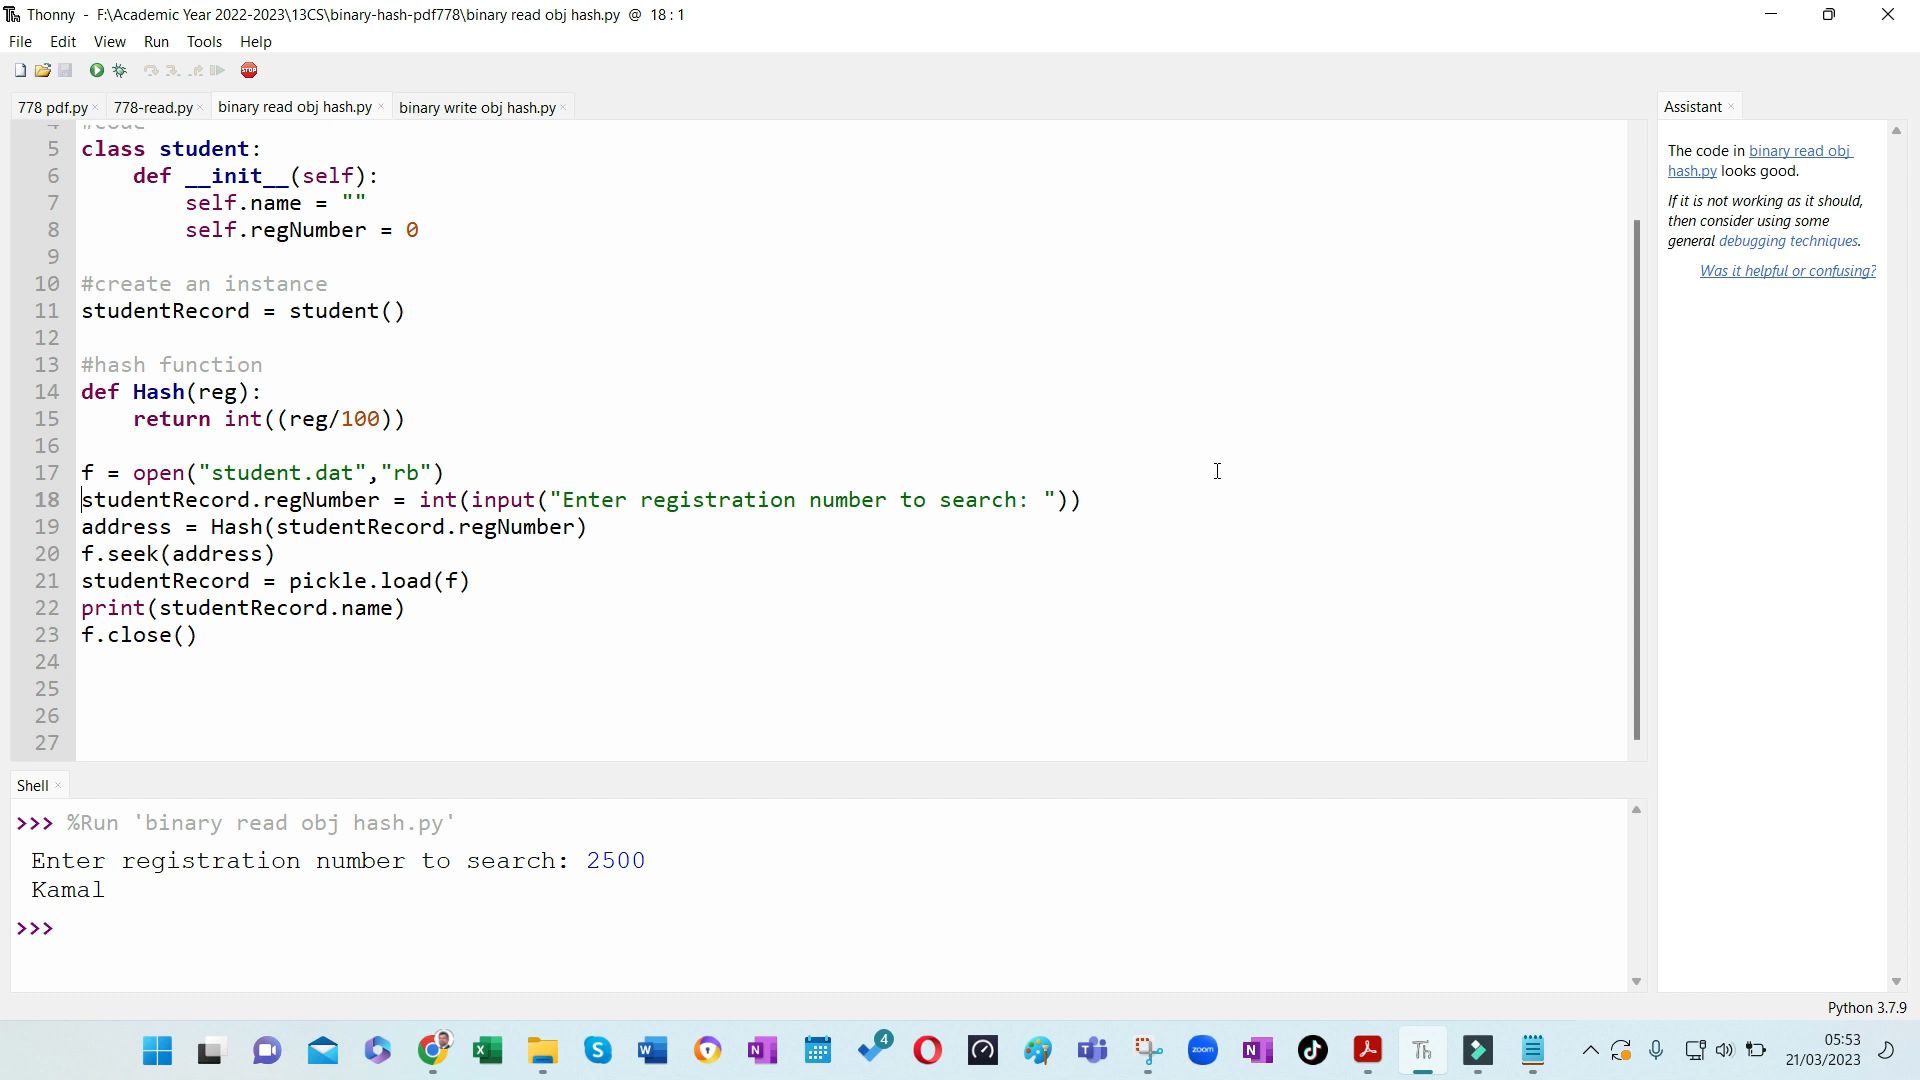 Thonny - F:\Academic Year 2022-2023\13CS\binary-hash-pdf778\binary read obj hash.py @ 18 : 1
File Edit View Run Tools Help
STOP
778 pdf.py × 778-read.py × binary read obj hash.py × binary write obj hash.py ×
4 #code
5 class student:
6 def __init__(self):
7 self.name = ""
8 self.regNumber = 0
9
10 #create an instance
11 studentRecord = student()
12
13 #hash function
14 def Hash(reg):
15 return int((reg/100))
16
17 f = open("student.dat","rb")
18 studentRecord.regNumber = int(input("Enter registration number to search: "))
19 address = Hash(studentRecord.regNumber)
20 f.seek(address)
21 studentRecord = pickle.load(f)
22 print(studentRecord.name)
23 f.close()
24
25
26
27
Shell ×
>>> %Run 'binary read obj hash.py'
Enter registration number to search: 2500
Kamal
>>>
Assistant ×
The code in binary read obj
hash.py looks good.
If it is not working as it should,
then consider using some
general debugging techniques.
Was it helpful or confusing?
Python 3.7.9
4
zoom
Th
05:53
21/03/2023